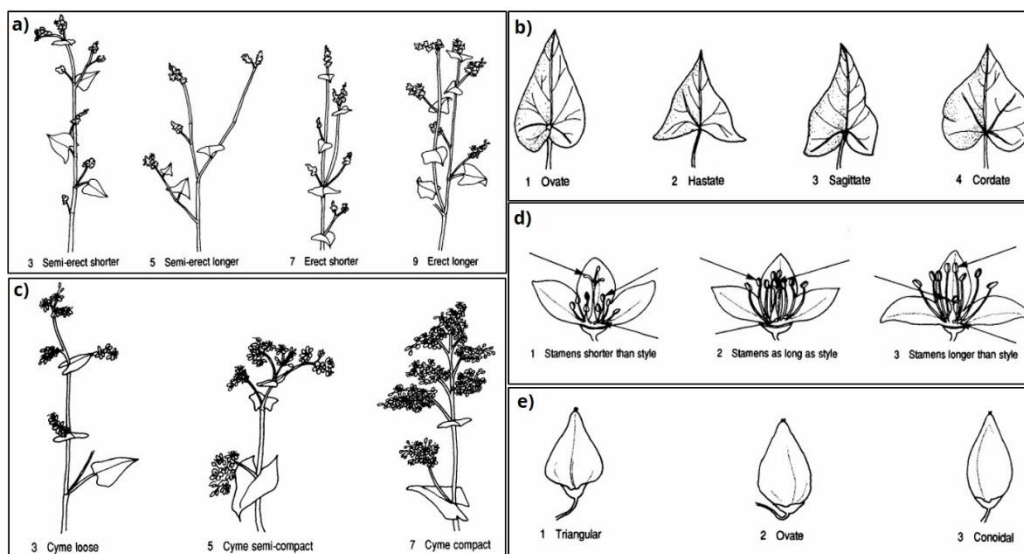 a)
3 Semi-erect shorter
5 Semi-erect longer
7 Erect shorter
9 Erect longer
b)
1 Ovate
2 Hastate
3 Sagittate
4 Cordate
c)
3 Cyme loose
5 Cyme semi-compact
7 Cyme compact
d)
1 Stamens shorter than style
2 Stamens as long as style
3 Stamens longer than style
e)
1 Triangular
2 Ovate
3 Conoidal